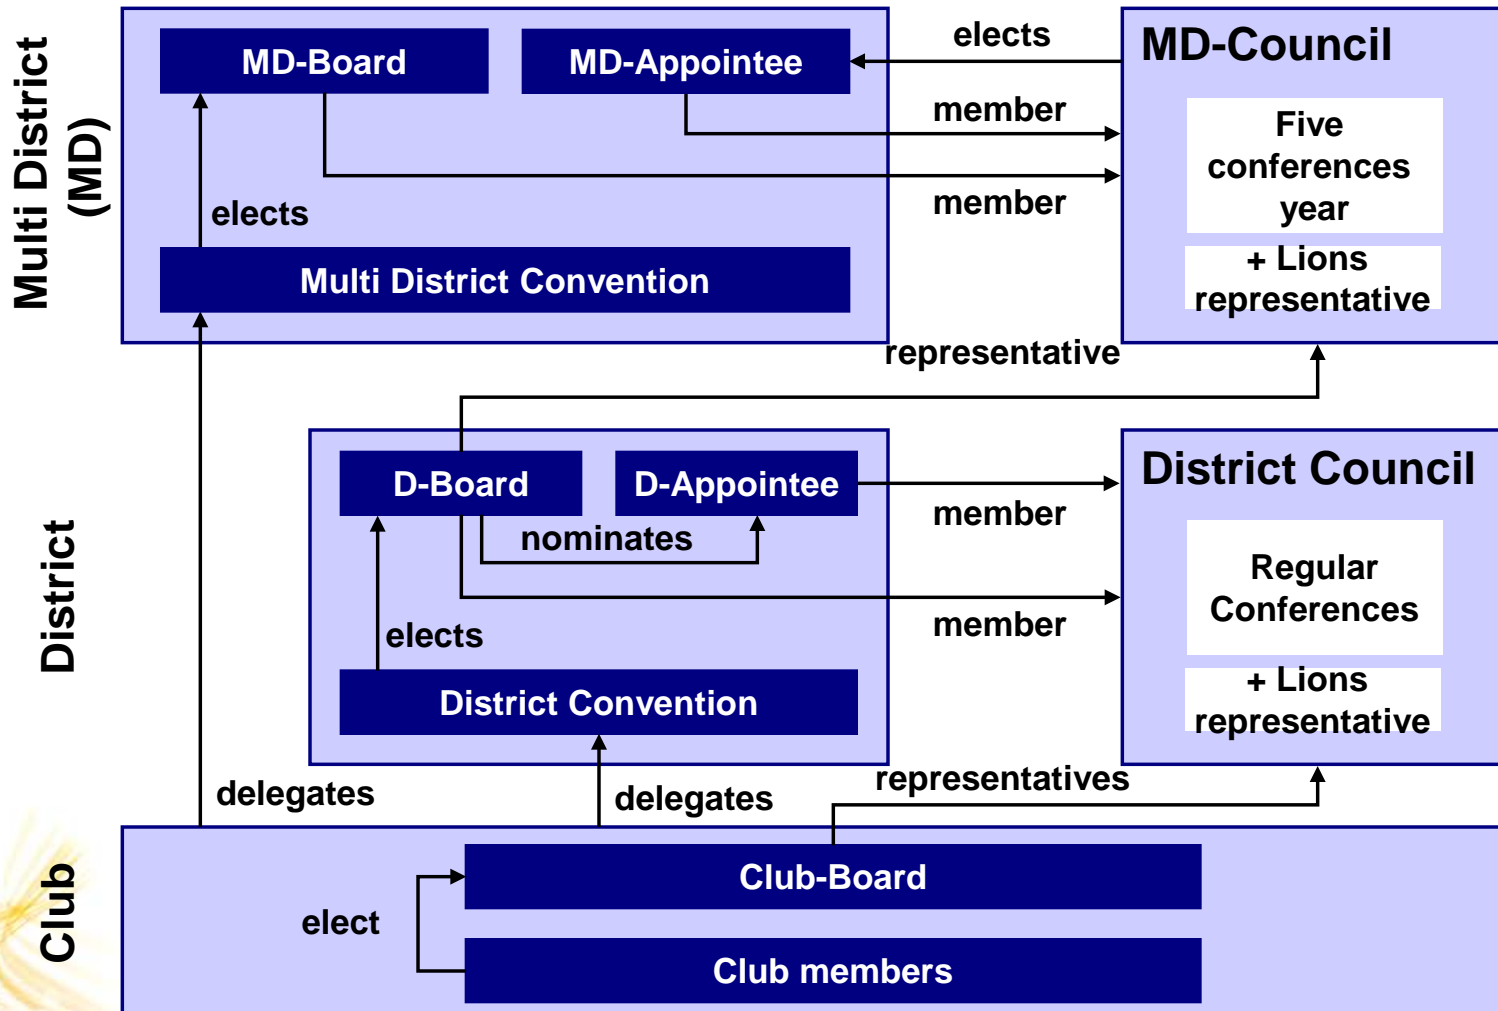 Multi District
(MD)
MD-Board
MD-Appointee
elects
MD-Council
member
Five
conferences
year
member
elects
+ Lions
representative
Multi District Convention
representative
District
D-Board
D-Appointee
District Council
nominates
member
Regular
Conferences
elects
member
+ Lions
representative
District Convention
delegates
delegates
representatives
Club
Club-Board
elect
Club members